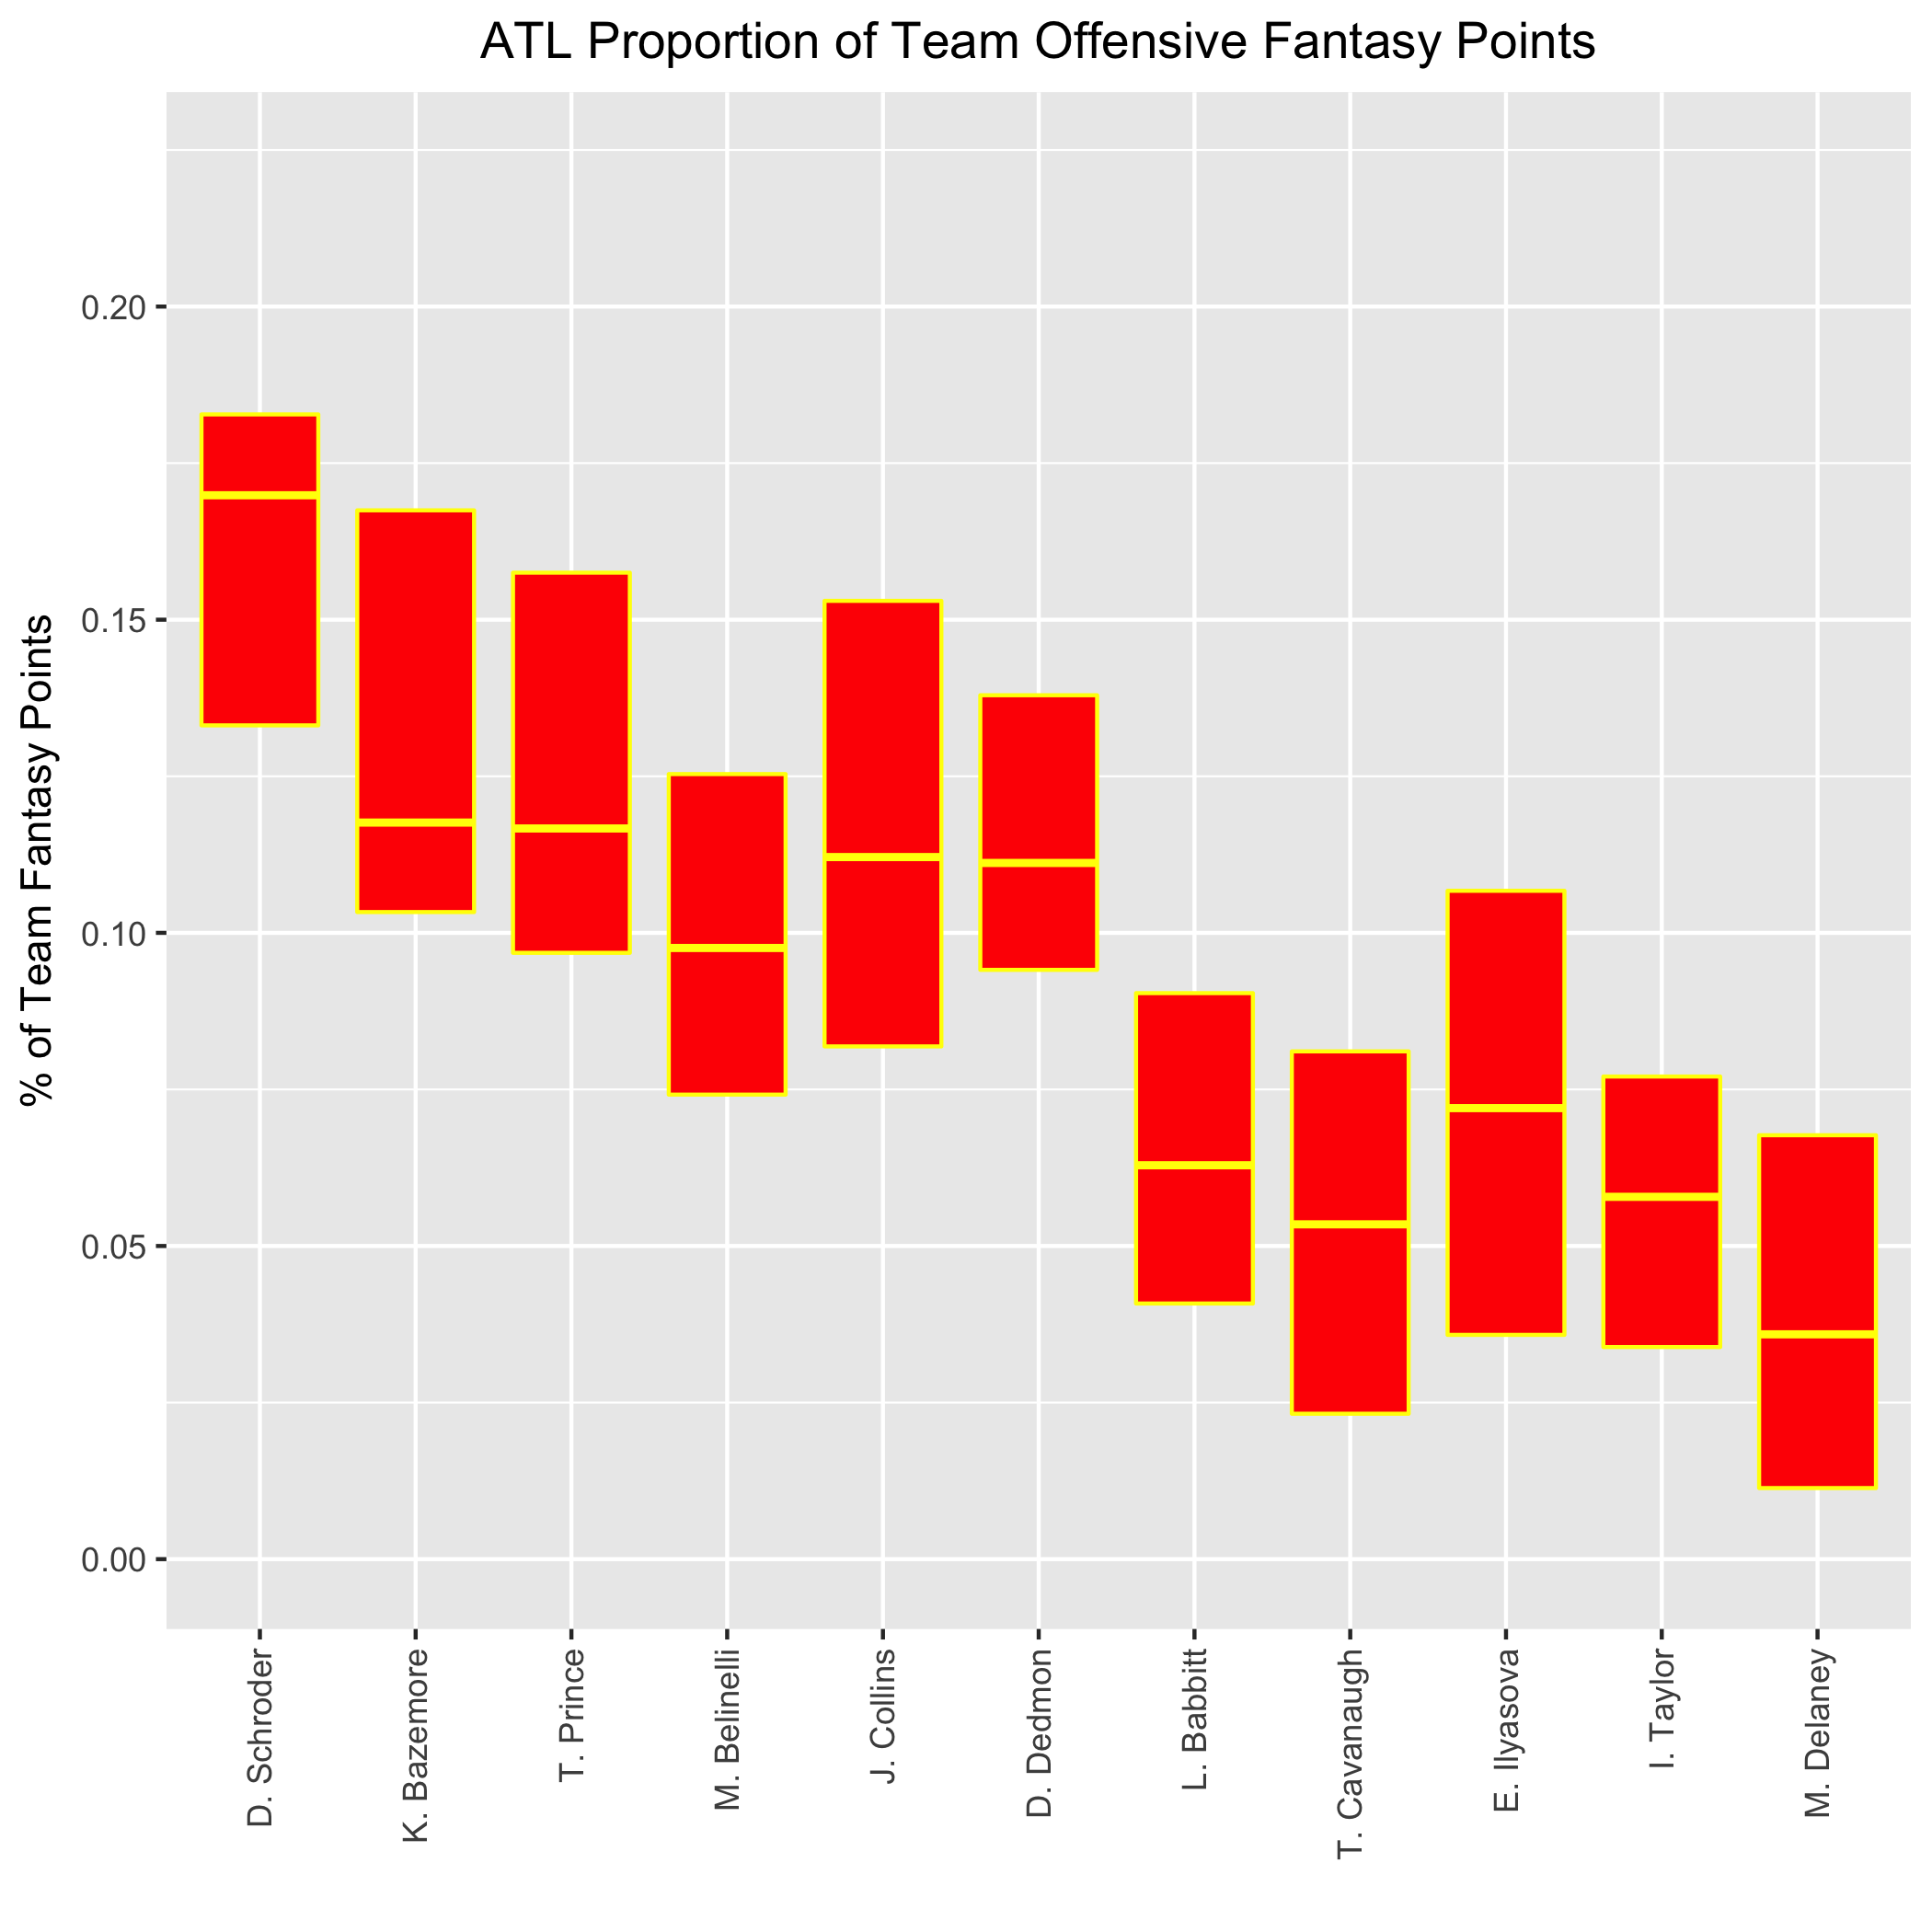 ATL Proportion of Team Offensive Fantasy Points
% of Team Fantasy Points
0.20
0.15
0.10
0.05
0.00
D. Schroder
K. Bazemore
T. Prince
M. Belinelli
J. Collins
D. Dedmon
L. Babbitt
T. Cavanaugh
E. Ilyasova
I. Taylor
M. Delaney